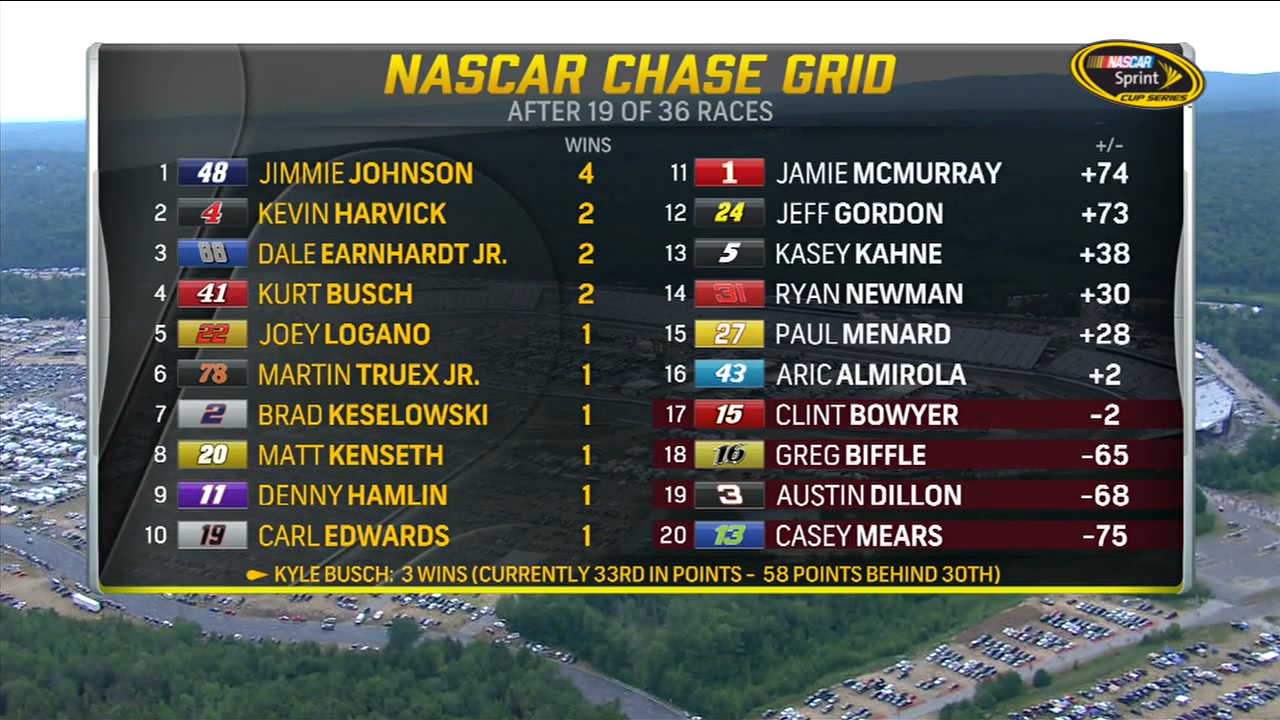 NASCAR CHASE GRID
NASCAR
Sprint
CUP SERIES
AFTER 19 OF 36 RACES
WINS
1 48 JIMMIE JOHNSON 4
2 4 KEVIN HARVICK 2
3 88 DALE EARNHARDT JR. 2
4 41 KURT BUSCH 2
5 22 JOEY LOGANO 1
6 78 MARTIN TRUEX JR. 1
7 2 BRAD KESELOWSKI 1
8 20 MATT KENSETH 1
9 11 DENNY HAMLIN 1
10 19 CARL EDWARDS 1
+/-
11 1 JAMIE MCMURRAY +74
12 24 JEFF GORDON +73
13 5 KASEY KAHNE +38
14 31 RYAN NEWMAN +30
15 27 PAUL MENARD +28
16 43 ARIC ALMIROLA +2
17 15 CLINT BOWYER -2
18 16 GREG BIFFLE -65
19 3 AUSTIN DILLON -68
20 13 CASEY MEARS -75
KYLE BUSCH: 3 WINS (CURRENTLY 33RD IN POINTS - 58 POINTS BEHIND 30TH)